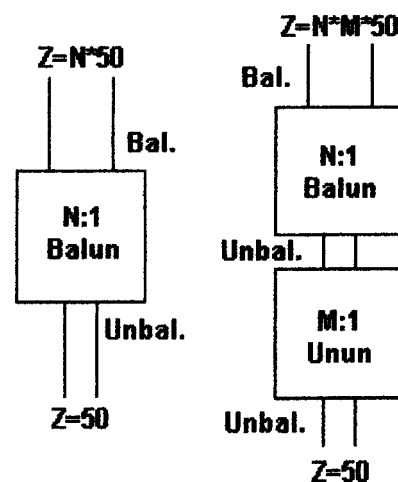 Z=N*50
Bal.
N:1
Balun
Unbal.
Z=50
Z=N*M*50
Bal.
N:1
Balun
Unbal.
M:1
Unun
Unbal.
Z=50